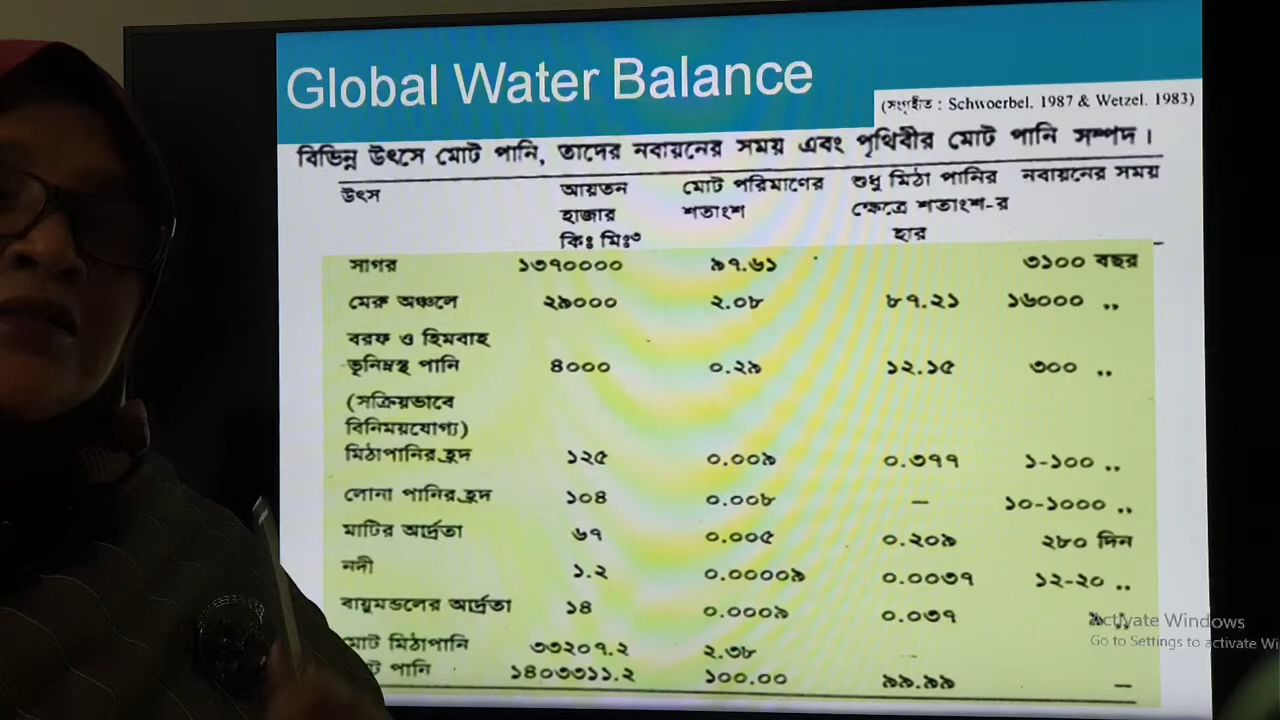 Global Water Balance
(সংগৃহীত : Schwoerbel, 1987 & Wetzel, 1983)
বিভিন্ন উৎসে মোট পানি, তাদের নবায়নের সময় এবং পৃথিবীর মোট পানি সম্পদ।
উৎস আয়তন হাজার কিঃ মিঃ³ মোট পরিমাণের শতাংশ শুধু মিঠা পানির ক্ষেত্রে শতাংশ-র হার নবায়নের সময়
সাগর ১৩৭০০০০ ৯৭.৬১ ৩১০০ বছর
মেরু অঞ্চলে ২৯০০০ ২.০৮ ৮৭.২১ ১৬০০০ ,,
বরফ ও হিমবাহ
ভূনিম্নস্থ পানি ৪০০০ ০.২৯ ১২.১৫ ৩০০ ,,
(সক্রিয়ভাবে
বিনিময়যোগ্য)
মিঠাপানির হ্রদ ১২৫ ০.০০৯ ০.৩৭৭ ১-১০০ ,,
লোনা পানির হ্রদ ১০৪ ০.০০৮ – ১০-১০০০ ,,
মাটির আর্দ্রতা ৬৭ ০.০০৫ ০.২০৯ ২৮০ দিন
নদী ১.২ ০.০০০০৯ ০.০০৩৭ ১২-২০ ,,
বায়ুমন্ডলের আর্দ্রতা ১৪ ০.০০০৯ ০.০৩৭ ৯ ,,
মোট মিঠাপানি ৩৩২০৭.২ ২.৩৮
পানি ১৪০৩৩১১.২ ১০০.০০ ৯৯.৯৯ –
Activate Windows
Go to Settings to activate Wi